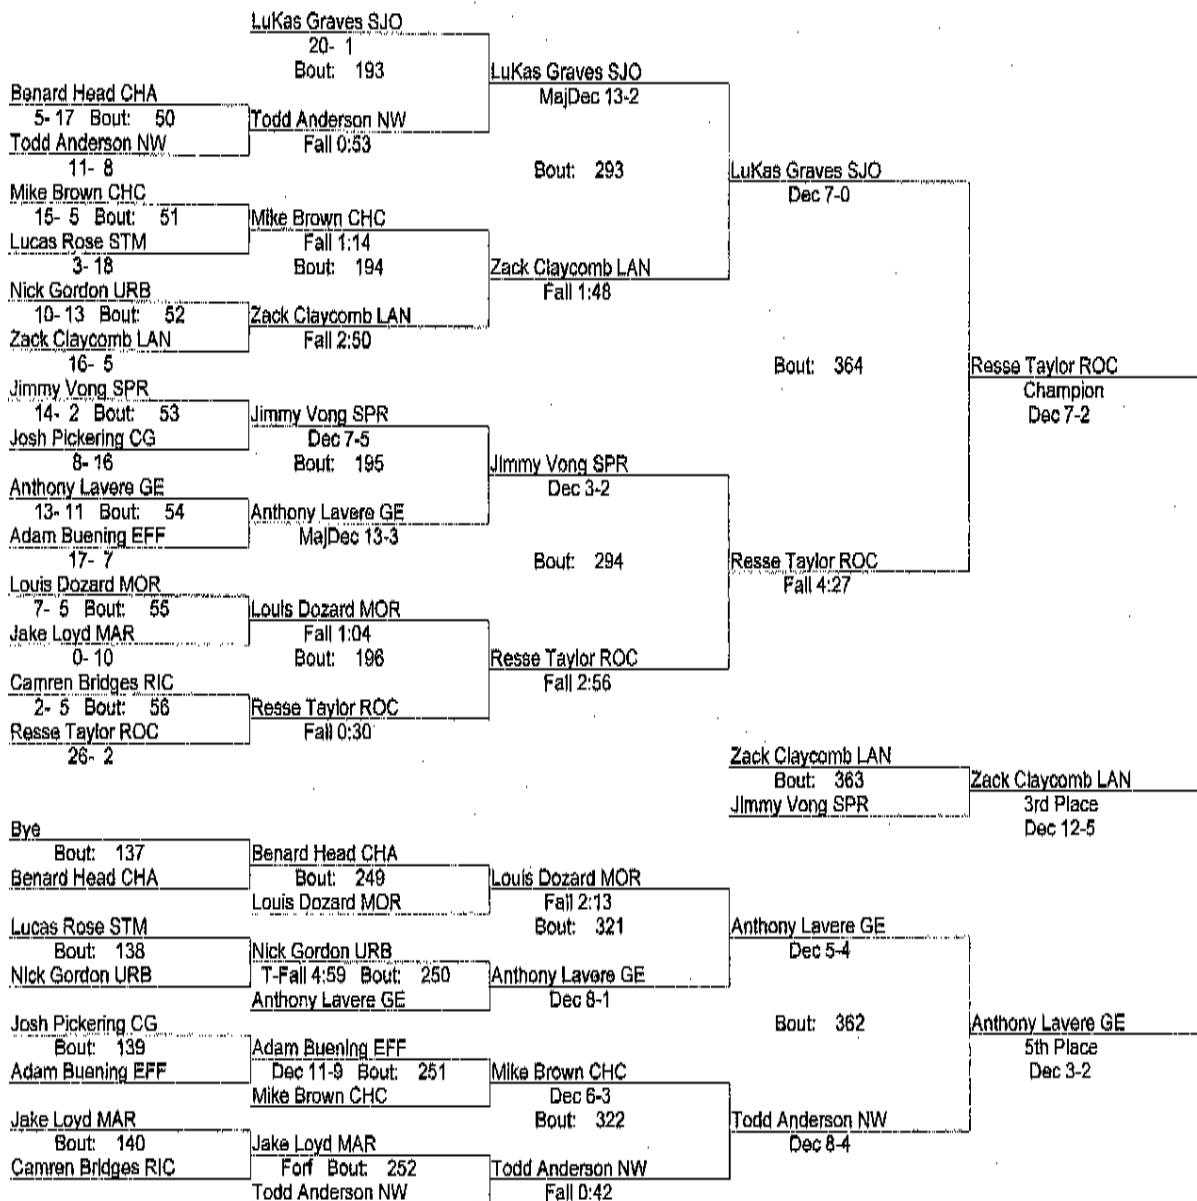 LuKas Graves SJO
20- 1
Bout: 193
LuKas Graves SJO
MajDec 13-2
Benard Head CHA
5- 17 Bout: 50
Todd Anderson NW
Todd Anderson NW
Fall 0:53
11- 8
Bout: 293
LuKas Graves SJO
Dec 7-0
Mike Brown CHC
15- 5 Bout: 51
Mike Brown CHC
Lucas Rose STM
Fall 1:14
3- 18
Bout: 194
Zack Claycomb LAN
Fall 1:48
Nick Gordon URB
10- 13 Bout: 52
Zack Claycomb LAN
Zack Claycomb LAN
Fall 2:50
16- 5
Bout: 364
Resse Taylor ROC
Champion
Dec 7-2
Jimmy Vong SPR
14- 2 Bout: 53
Jimmy Vong SPR
Josh Pickering CG
Dec 7-5
8- 16
Bout: 195
Jimmy Vong SPR
Dec 3-2
Anthony Lavere GE
13- 11 Bout: 54
Anthony Lavere GE
Adam Buening EFF
MajDec 13-3
17- 7
Bout: 294
Resse Taylor ROC
Fall 4:27
Louis Dozard MOR
7- 5 Bout: 55
Louis Dozard MOR
Jake Loyd MAR
Fall 1:04
0- 10
Bout: 196
Resse Taylor ROC
Fall 2:56
Camren Bridges RIC
2- 5 Bout: 56
Resse Taylor ROC
Resse Taylor ROC
Fall 0:30
26- 2
Zack Claycomb LAN
Bout: 363
Zack Claycomb LAN
Jimmy Vong SPR
3rd Place
Dec 12-5
Bye
Bout: 137
Benard Head CHA
Benard Head CHA
Bout: 249
Louis Dozard MOR
Louis Dozard MOR
Fall 2:13
Lucas Rose STM
Bout: 321
Anthony Lavere GE
Dec 5-4
Bout: 138
Nick Gordon URB
Nick Gordon URB
T-Fall 4:59 Bout: 250
Anthony Lavere GE
Anthony Lavere GE
Dec 8-1
Josh Pickering CG
Bout: 362
Anthony Lavere GE
5th Place
Dec 3-2
Bout: 139
Adam Buening EFF
Adam Buening EFF
Dec 11-9 Bout: 251
Mike Brown CHC
Mike Brown CHC
Dec 6-3
Jake Loyd MAR
Bout: 322
Todd Anderson NW
Dec 8-4
Bout: 140
Jake Loyd MAR
Camren Bridges RIC
Forf Bout: 252
Todd Anderson NW
Todd Anderson NW
Fall 0:42